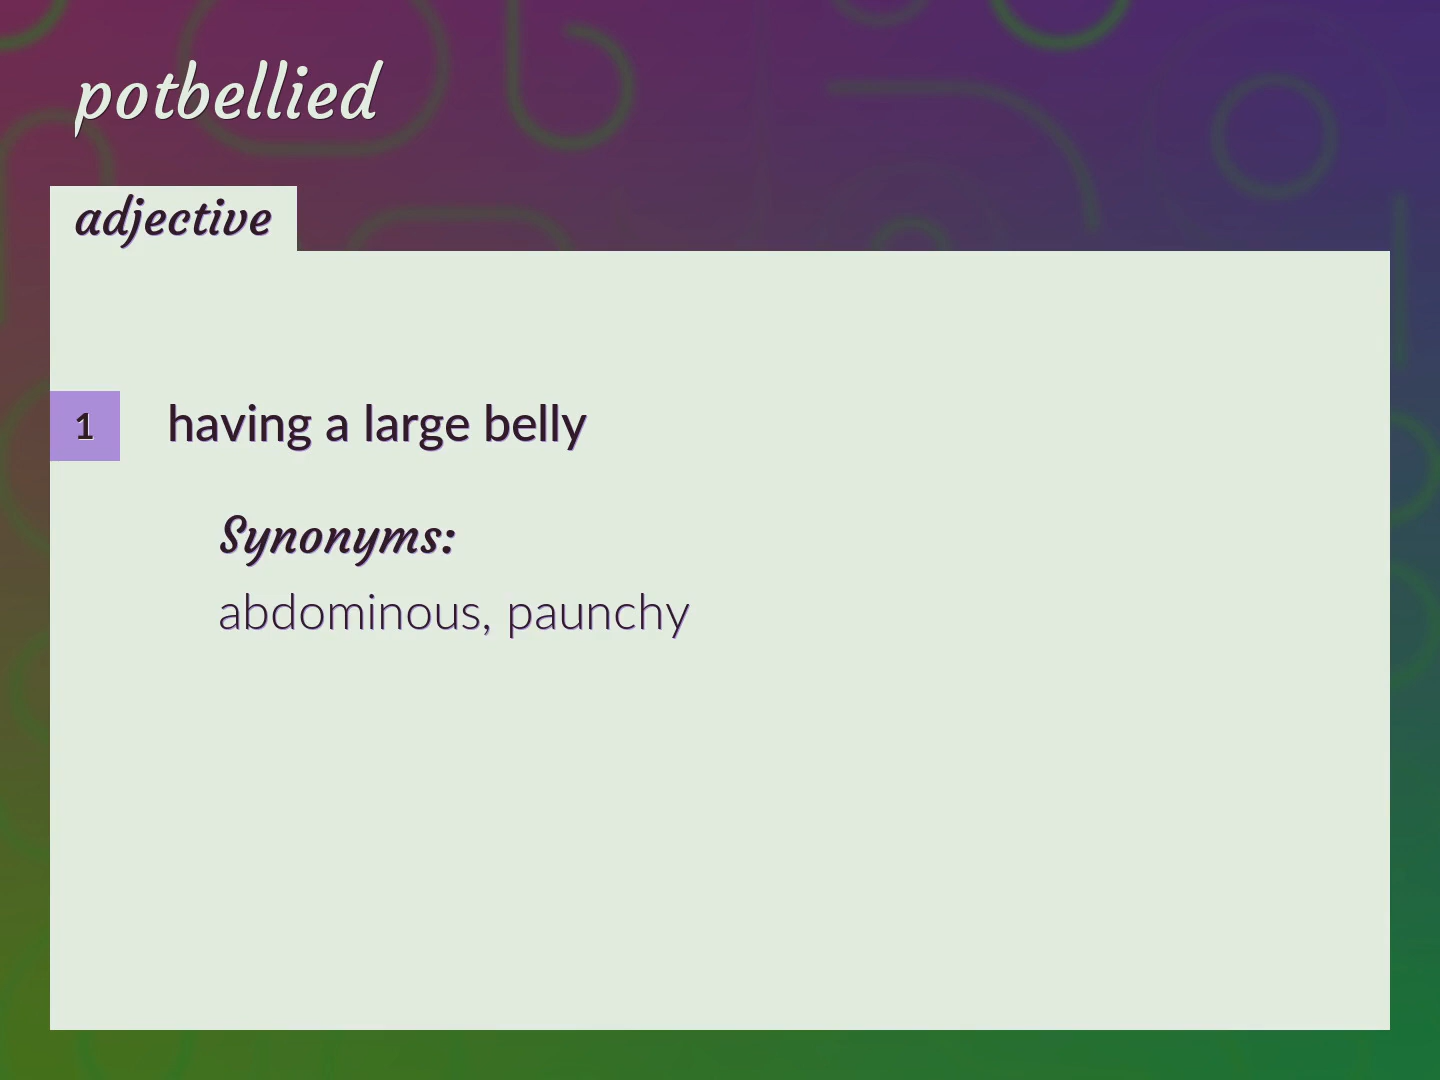 potbellied
adjective
1 having a large belly
Synonyms:
abdominous, paunchy